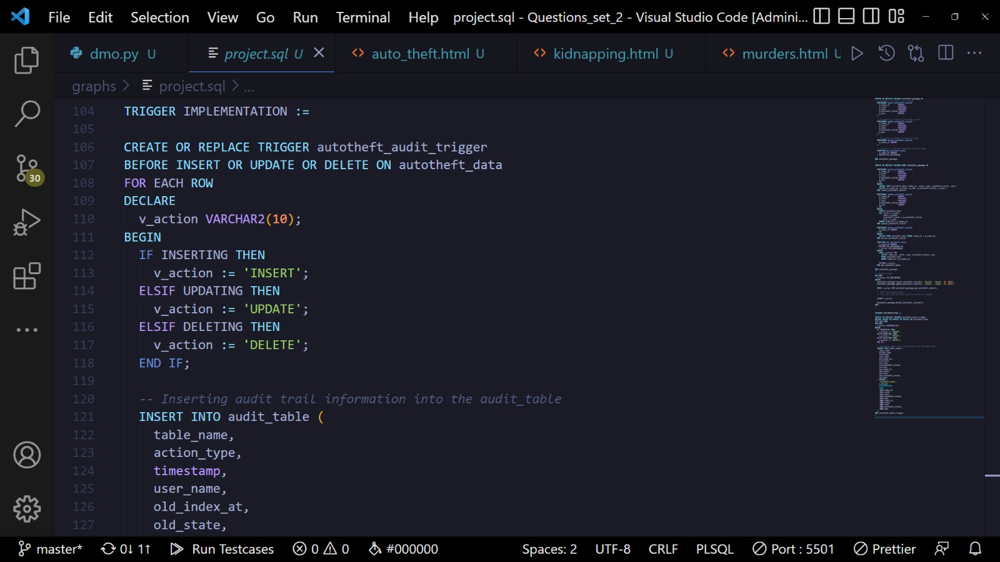 File Edit Selection View Go Run Terminal Help project.sql - Questions_set_2 - Visual Studio Code [Admini...
dmo.py U project.sql U auto_theft.html U kidnapping.html U murders.html U
graphs > project.sql > ...
104 TRIGGER IMPLEMENTATION :=
105
106 CREATE OR REPLACE TRIGGER autotheft_audit_trigger
107 BEFORE INSERT OR UPDATE OR DELETE ON autotheft_data
108 FOR EACH ROW
109 DECLARE
110 v_action VARCHAR2(10);
111 BEGIN
112 IF INSERTING THEN
113 v_action := 'INSERT';
114 ELSIF UPDATING THEN
115 v_action := 'UPDATE';
116 ELSIF DELETING THEN
117 v_action := 'DELETE';
118 END IF;
119
120 -- Inserting audit trail information into the audit_table
121 INSERT INTO audit_table (
122 table_name,
123 action_type,
124 timestamp,
125 user_name,
126 old_index_at,
127 old_state,
30
master* 0↓ 1↑ Run Testcases 0 0 #000000 Spaces: 2 UTF-8 CRLF PLSQL Port : 5501 Prettier